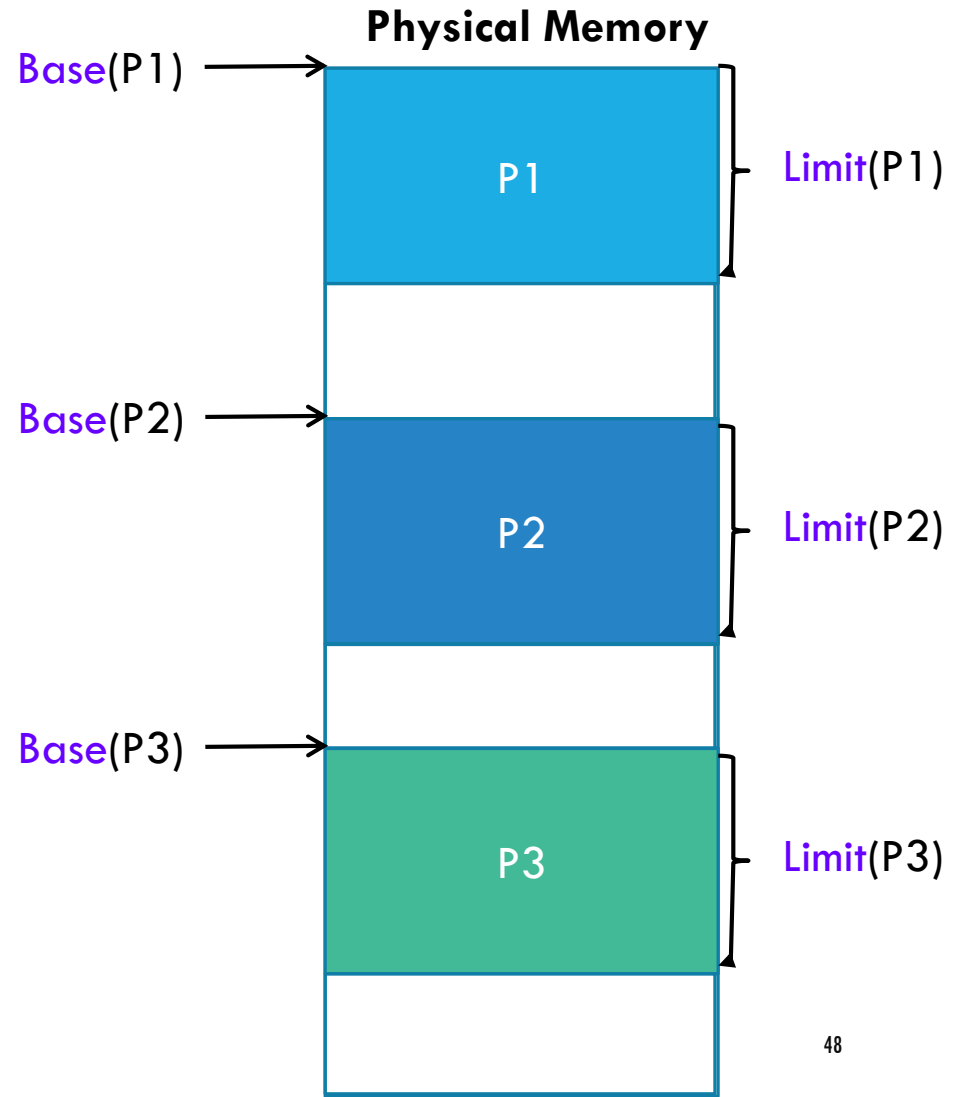 Physical Memory
Base(P1)
P1
Limit(P1)
Base(P2)
P2
Limit(P2)
Base(P3)
P3
Limit(P3)
48